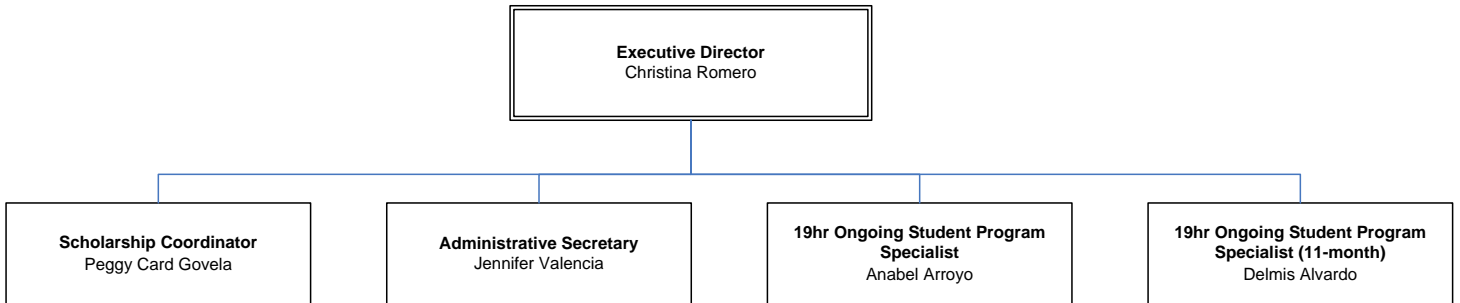 Executive Director
Christina Romero
Scholarship Coordinator
Peggy Card Govela
Administrative Secretary
Jennifer Valencia
19hr Ongoing Student Program
Specialist
Anabel Arroyo
19hr Ongoing Student Program
Specialist (11-month)
Delmis Alvardo